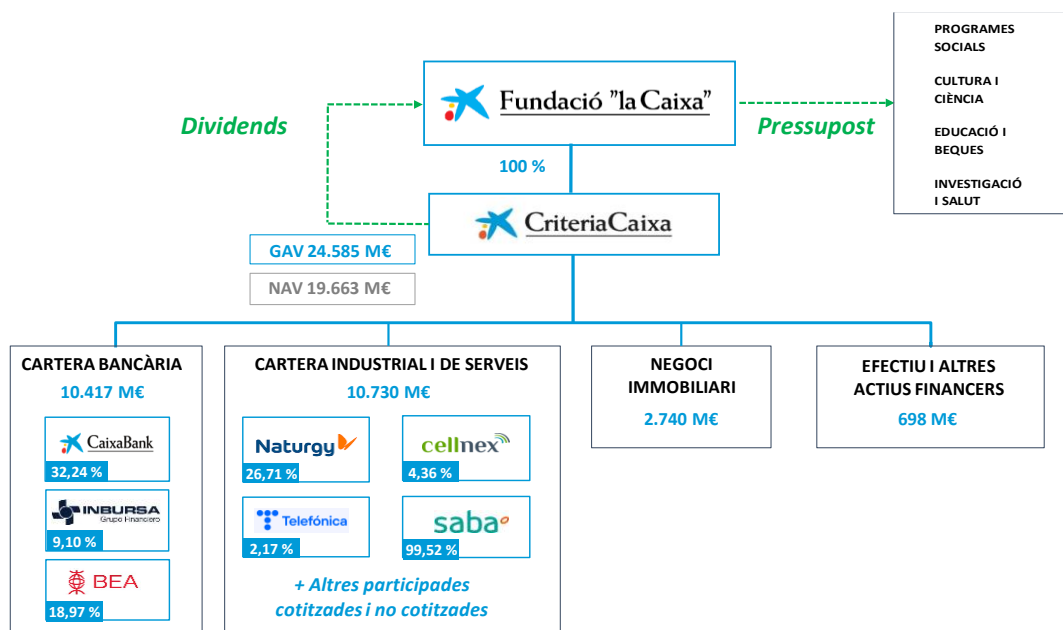 PROGRAMES
SOCIALS
CULTURA I
CIÈNCIA
EDUCACIÓ I
BEQUES
INVESTIGACIÓ
I SALUT
Fundació "la Caixa"
Dividends
Pressupost
100 %
CriteriaCaixa
GAV 24.585 M€
NAV 19.663 M€
CARTERA BANCÀRIA
10.417 M€
CaixaBank
32,24 %
INBURSA
Grupo Financiero
9,10 %
BEA
18,97 %
CARTERA INDUSTRIAL I DE SERVEIS
10.730 M€
Naturgy
26,71 %
cellnex
4,36 %
Telefónica
2,17 %
saba
99,52 %
+ Altres participades
cotitzades i no cotitzades
NEGOCI
IMMOBILIARI
2.740 M€
EFECTIU I ALTRES
ACTIUS FINANCERS
698 M€